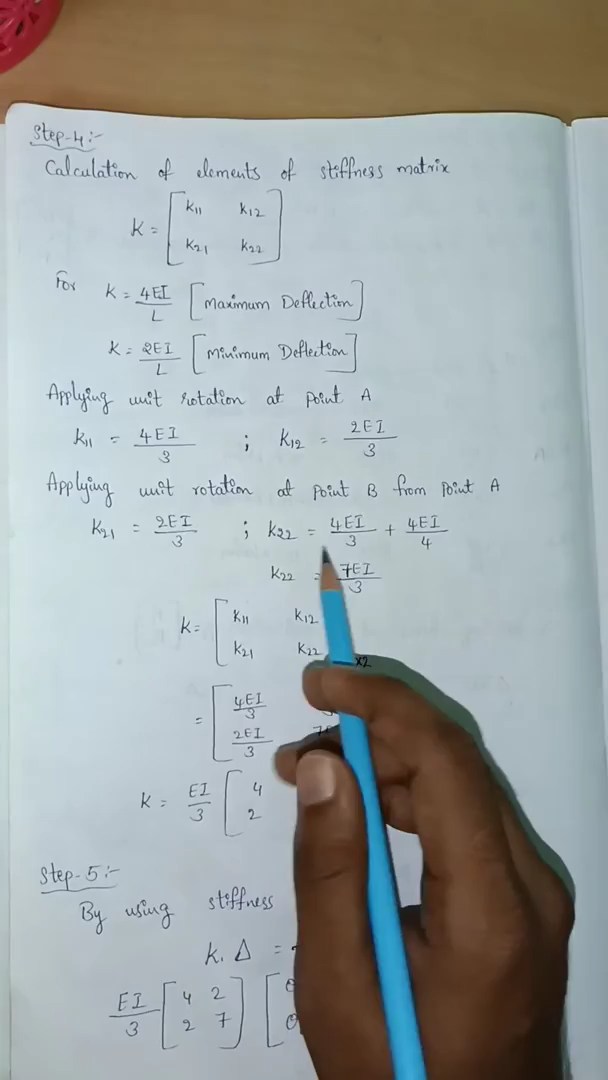 Step-4:-
Calculation of elements of stiffness matrix
K = [ K11 K12
K21 K22 ]
For K = 4EI/L [Maximum Deflection]
K = 2EI/L [Minimum Deflection]
Applying unit rotation at point A
K11 = 4EI/3 ; K12 = 2EI/3
Applying unit rotation at point B from point A
K21 = 2EI/3 ; K22 = 4EI/3 + 4EI/4
K22 = 7EI/3
K = [ K11 K12
K21 K22
x2
= [ 4EI/3
2EI/3
K = EI/3 [ 4
2
Step-5:-
By using stiffness
K. Δ =
EI/3 [ 4 2
2 7 ] [